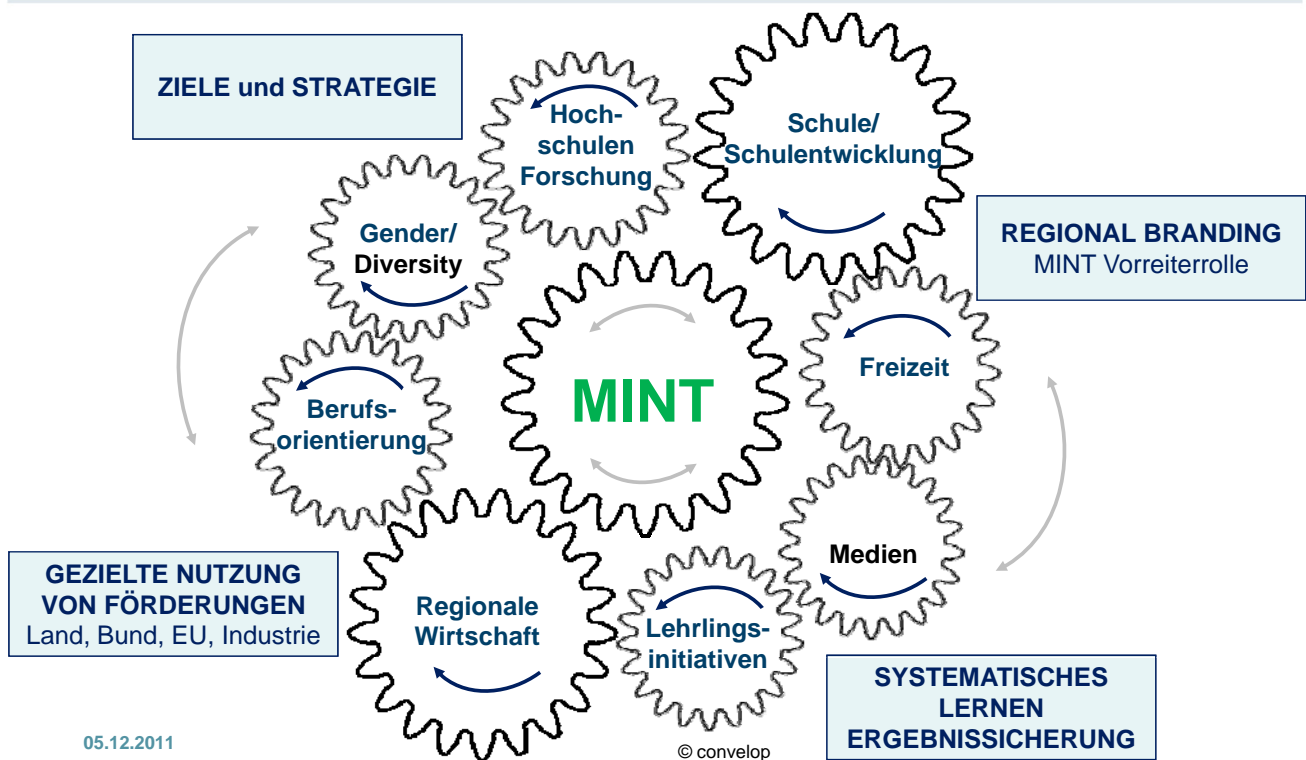 ZIELE und STRATEGIE
Hoch-
schulen
Forschung
Schule/
Schulentwicklung
Gender/
Diversity
REGIONAL BRANDING
MINT Vorreiterrolle
MINT
Freizeit
Berufs-
orientierung
Medien
GEZIELTE NUTZUNG
VON FÖRDERUNGEN
Land, Bund, EU, Industrie
Regionale
Wirtschaft
Lehrlings-
initiativen
SYSTEMATISCHES
LERNEN
ERGEBNISSICHERUNG
05.12.2011
© convelop